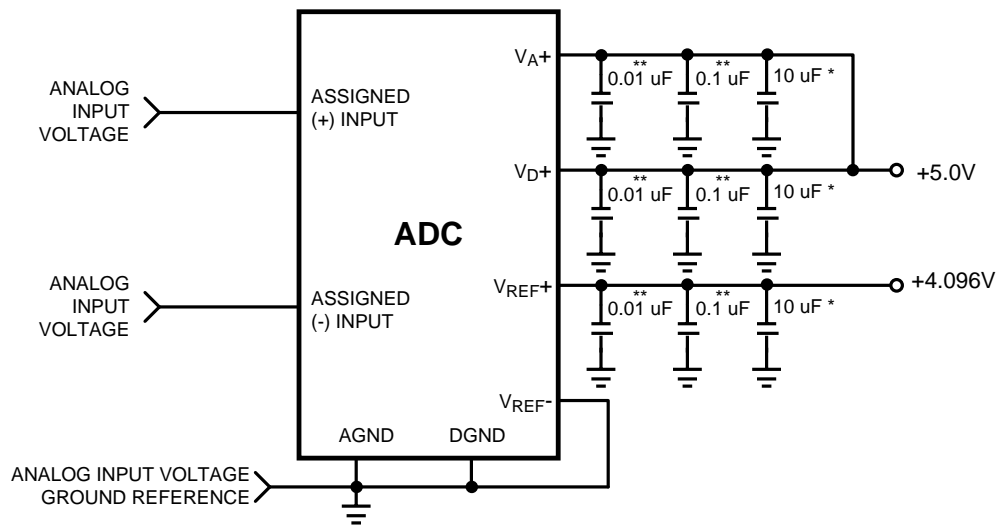 ANALOG
INPUT
VOLTAGE
ASSIGNED
(+) INPUT
VA+
**
0.01 uF
**
0.1 uF
10 uF *
VD+
**
0.01 uF
**
0.1 uF
10 uF *
+5.0V
ADC
ANALOG
INPUT
VOLTAGE
ASSIGNED
(-) INPUT
VREF+
**
0.01 uF
**
0.1 uF
10 uF *
+4.096V
VREF-
AGND
DGND
ANALOG INPUT VOLTAGE
GROUND REFERENCE